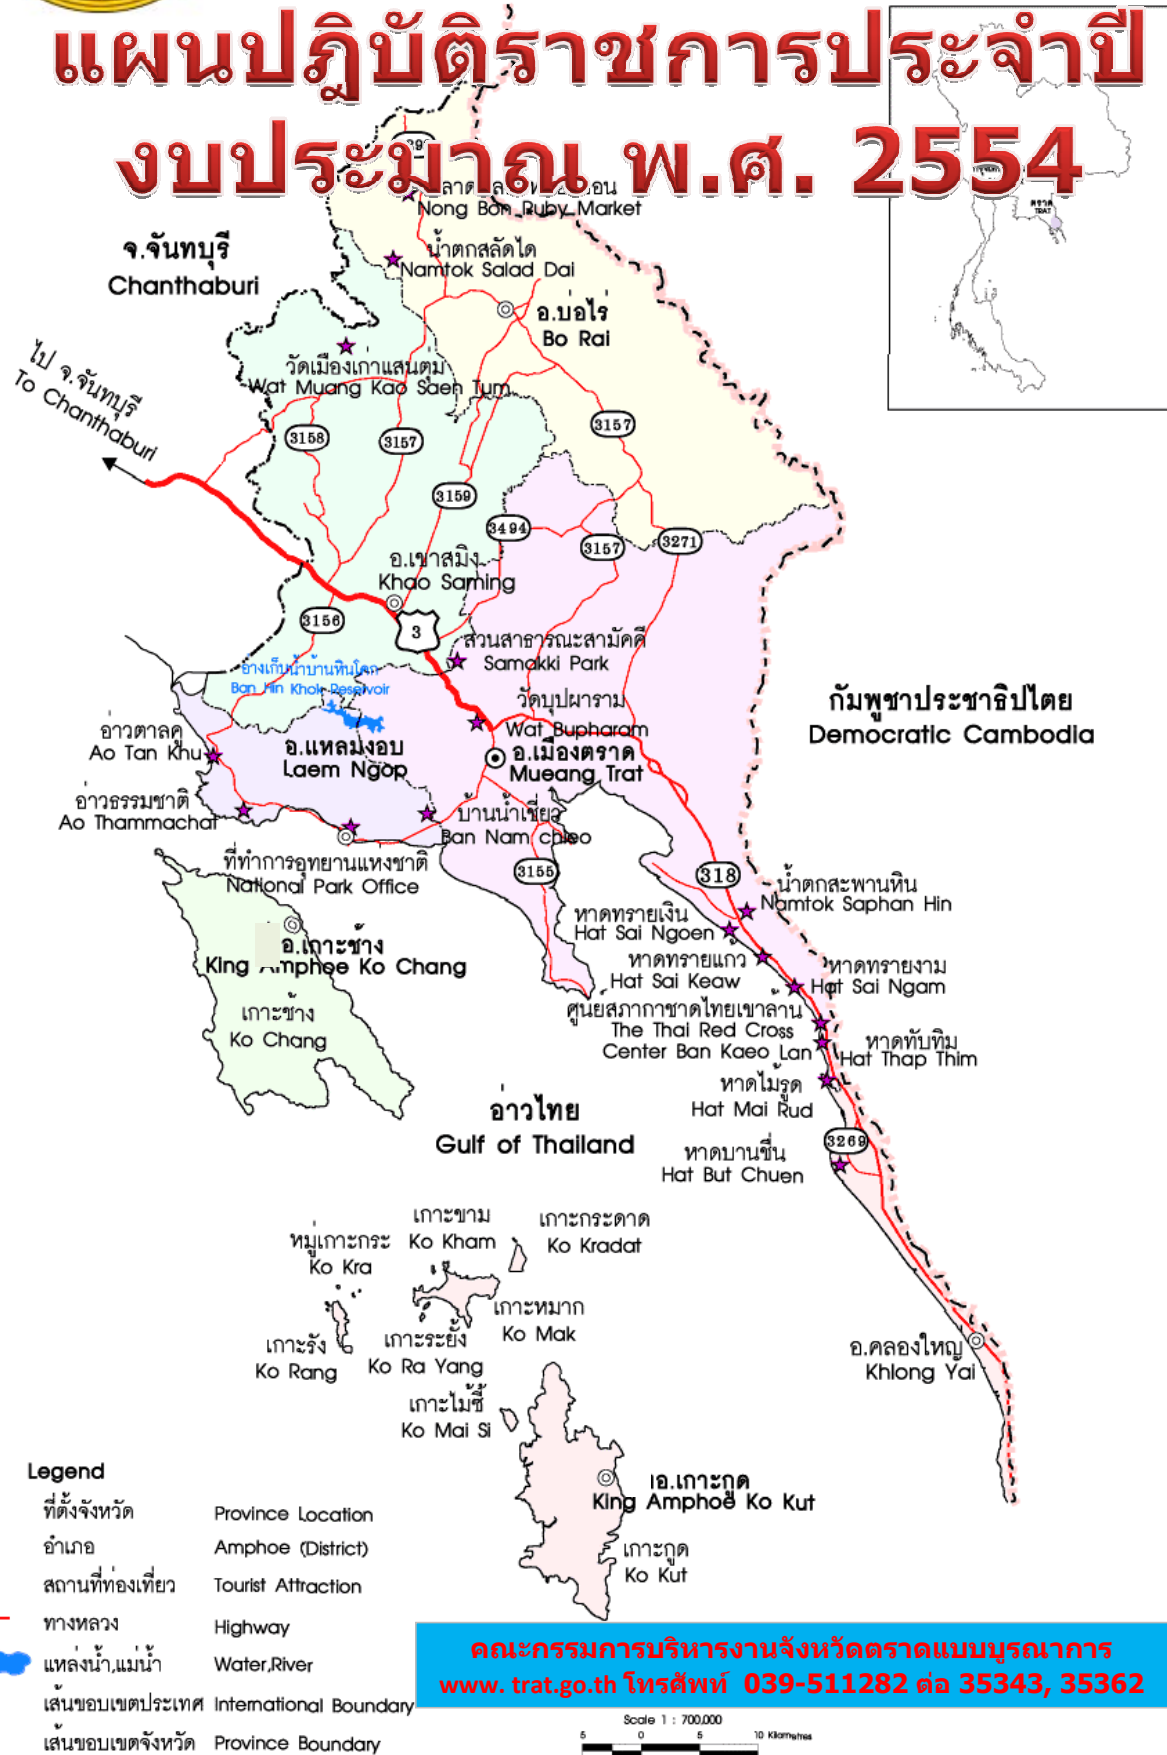 แผนปฎิบัติราชการประจำปี
งบประมาณ พ.ศ. 2554
Nong Bon Ruby Market
ตราด
TRAT
จ.จันทบุรี
Chanthaburi
น้ำตกสลัดได
Namtok Salad Dai
อ.บ่อไร่
Bo Rai
ไป จ.จันทบุรี
To Chanthaburi
วัดเมืองเก่าแสนตุ่ม
Wat Muang Kao Saen Tum
3158
3157
3157
3159
3494
3157
3271
อ.เขาสมิง
Khao Saming
3156
3
สวนสาธารณะสามัคคี
Samakki Park
อ่างเก็บน้ำบ้านหินโคก
Ban Hin Khok Reservoir
วัดบุปผาราม
Wat Bupharam
กัมพูชาประชาธิปไตย
Democratic Cambodia
อ่าวตาลคู่
Ao Tan Khu
อ.แหลมงอบ
Laem Ngop
อ.เมืองตราด
Mueang Trat
อ่าวธรรมชาติ
Ao Thammachat
บ้านน้ำเชี่ยว
Ban Nam chieo
ที่ทำการอุทยานแห่งชาติ
National Park Office
3155
318
น้ำตกสะพานหิน
Namtok Saphan Hin
หาดทรายเงิน
Hat Sai Ngoen
อ.เกาะช้าง
King Amphoe Ko Chang
หาดทรายแก้ว
Hat Sai Keaw
หาดทรายงาม
Hat Sai Ngam
เกาะช้าง
Ko Chang
ศูนย์สภากาชาดไทยเขาล้าน
The Thai Red Cross
Center Ban Kaeo Lan
หาดทับทิม
Hat Thap Thim
หาดไม้รูด
Hat Mai Rud
อ่าวไทย
Gulf of Thailand
3269
หาดบานชื่น
Hat But Chuen
เกาะขาม
Ko Kham
เกาะกระดาด
Ko Kradat
หมู่เกาะกระ
Ko Kra
เกาะหมาก
Ko Mak
เกาะรัง
Ko Rang
เกาะระยั้ง
Ko Ra Yang
อ.คลองใหญ่
Khlong Yai
เกาะไม้ซี้
Ko Mai Si
อ.เกาะกูด
King Amphoe Ko Kut
เกาะกูด
Ko Kut
Legend
ที่ตั้งจังหวัด Province Location
อำเภอ Amphoe (District)
สถานที่ท่องเที่ยว Tourist Attraction
ทางหลวง Highway
แหล่งน้ำ,แม่น้ำ Water,River
เส้นขอบเขตประเทศ International Boundary
เส้นขอบเขตจังหวัด Province Boundary
คณะกรรมการบริหารงานจังหวัดตราดแบบบูรณาการ
www. trat.go.th โทรศัพท์ 039-511282 ต่อ 35343, 35362
Scale 1 : 700,000
5 0 5 10 Kilometres